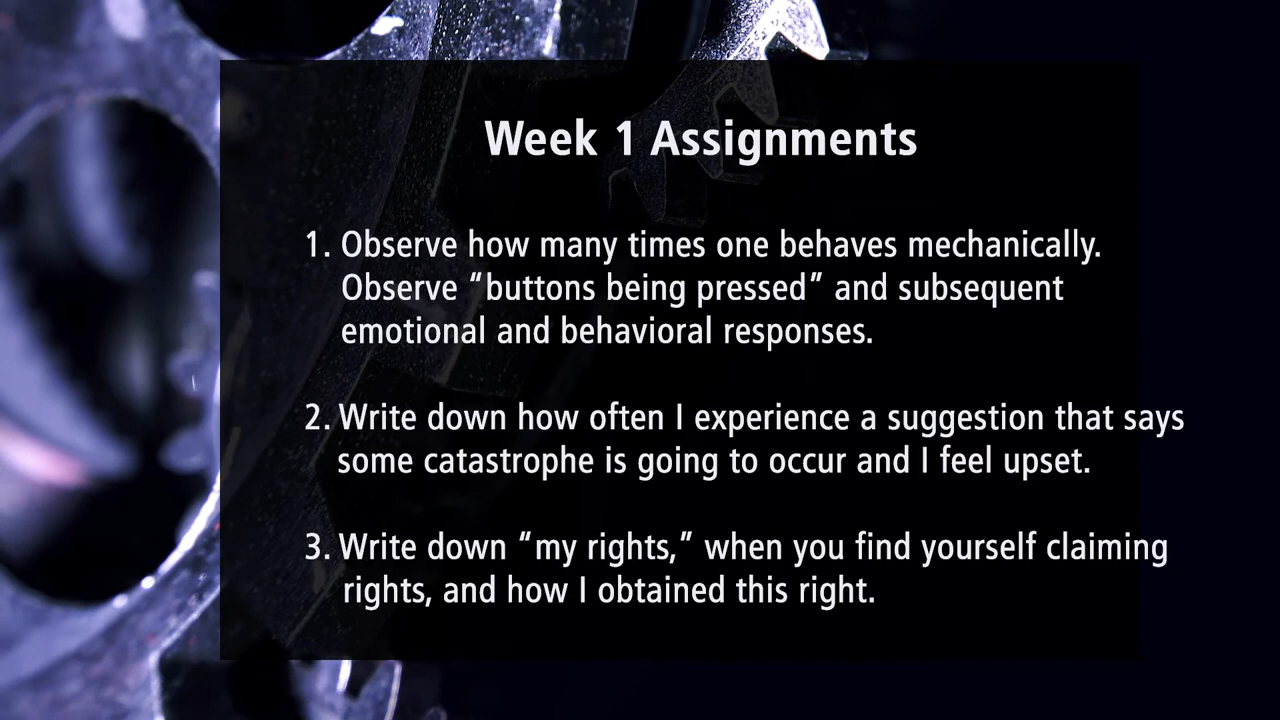 Week 1 Assignments
1. Observe how many times one behaves mechanically.
Observe “buttons being pressed” and subsequent
emotional and behavioral responses.
2. Write down how often I experience a suggestion that says
some catastrophe is going to occur and I feel upset.
3. Write down “my rights,” when you find yourself claiming
rights, and how I obtained this right.